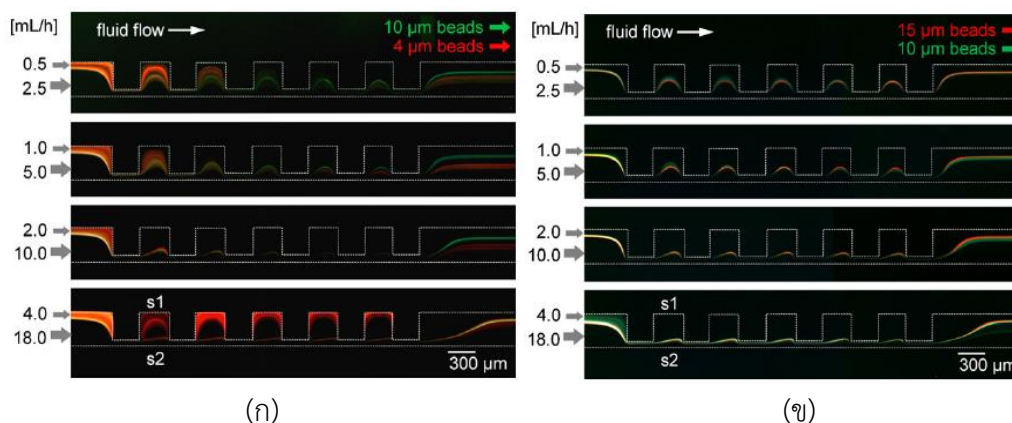 [mL/h]
fluid flow
10 µm beads
4 µm beads
0.5
2.5
1.0
5.0
2.0
10.0
4.0
18.0
s1
s2
300 µm
(ก)
[mL/h]
fluid flow
15 µm beads
10 µm beads
0.5
2.5
1.0
5.0
2.0
10.0
4.0
18.0
s1
s2
300 µm
(ข)